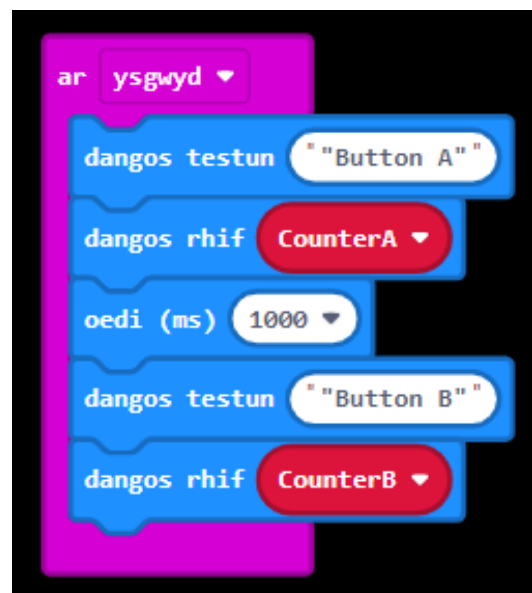 ar ysgwyd
dangos testun ""Button A""
dangos rhif CounterA
oedi (ms) 1000
dangos testun ""Button B""
dangos rhif CounterB